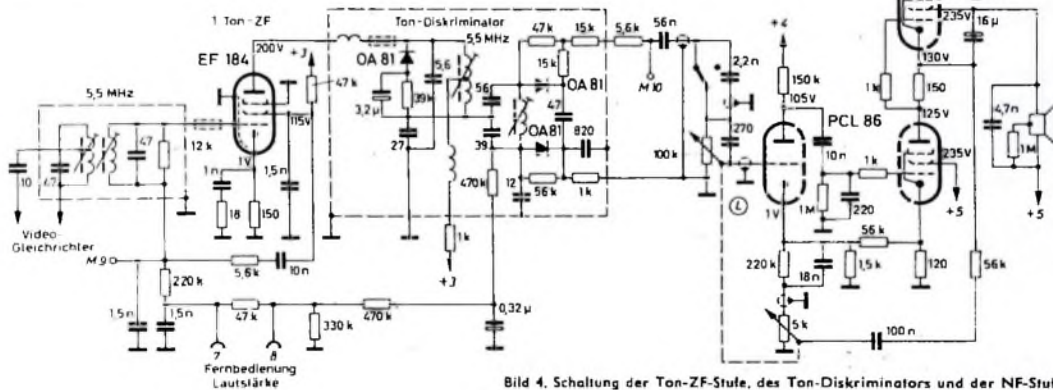 1 Ton-ZF
EF 184
200V
+3
47k
115V
1V
5,5 MHz
10
47
47
12 k
Video-
Gleichrichter
1n
18
150
1,5n
M9
5,6k
10n
220k
1,5n
1,5n
47k
330k
470k
0,32µ
7
8
Fernbedienung
Lautstärke
Ton-Diskriminator
5,5 MHz
OA 81
3,2µ
39k
27
5,6
56
39
1k
+3
470k
12
47k
15k
15k
OA 81
47
OA81
820
56k
1k
5,6k
56n
M10
2,2n
270
100k
L
+4
150k
105V
1V
10n
1M
220
1k
PCL 86
220k
18n
56k
1,5k
120
5k
100n
56k
235V
16µ
130V
1k
150
125V
235V
+5
4,7n
1M
+5
Bild 4. Schaltung der Ton-ZF-Stufe, des Ton-Diskriminators und der NF-Stuf